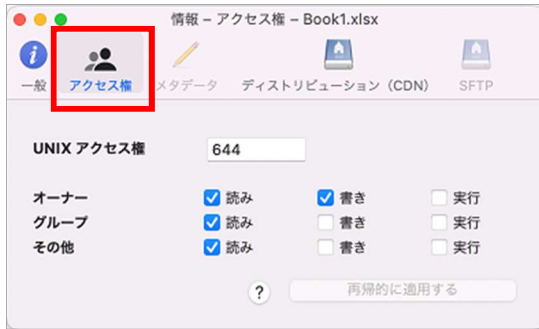 情報 – アクセス権 – Book1.xlsx
一般 アクセス権 メタデータ ディストリビューション（CDN） SFTP
UNIX アクセス権 644
オーナー 読み 書き 実行
グループ 読み 書き 実行
その他 読み 書き 実行
? 再帰的に適用する